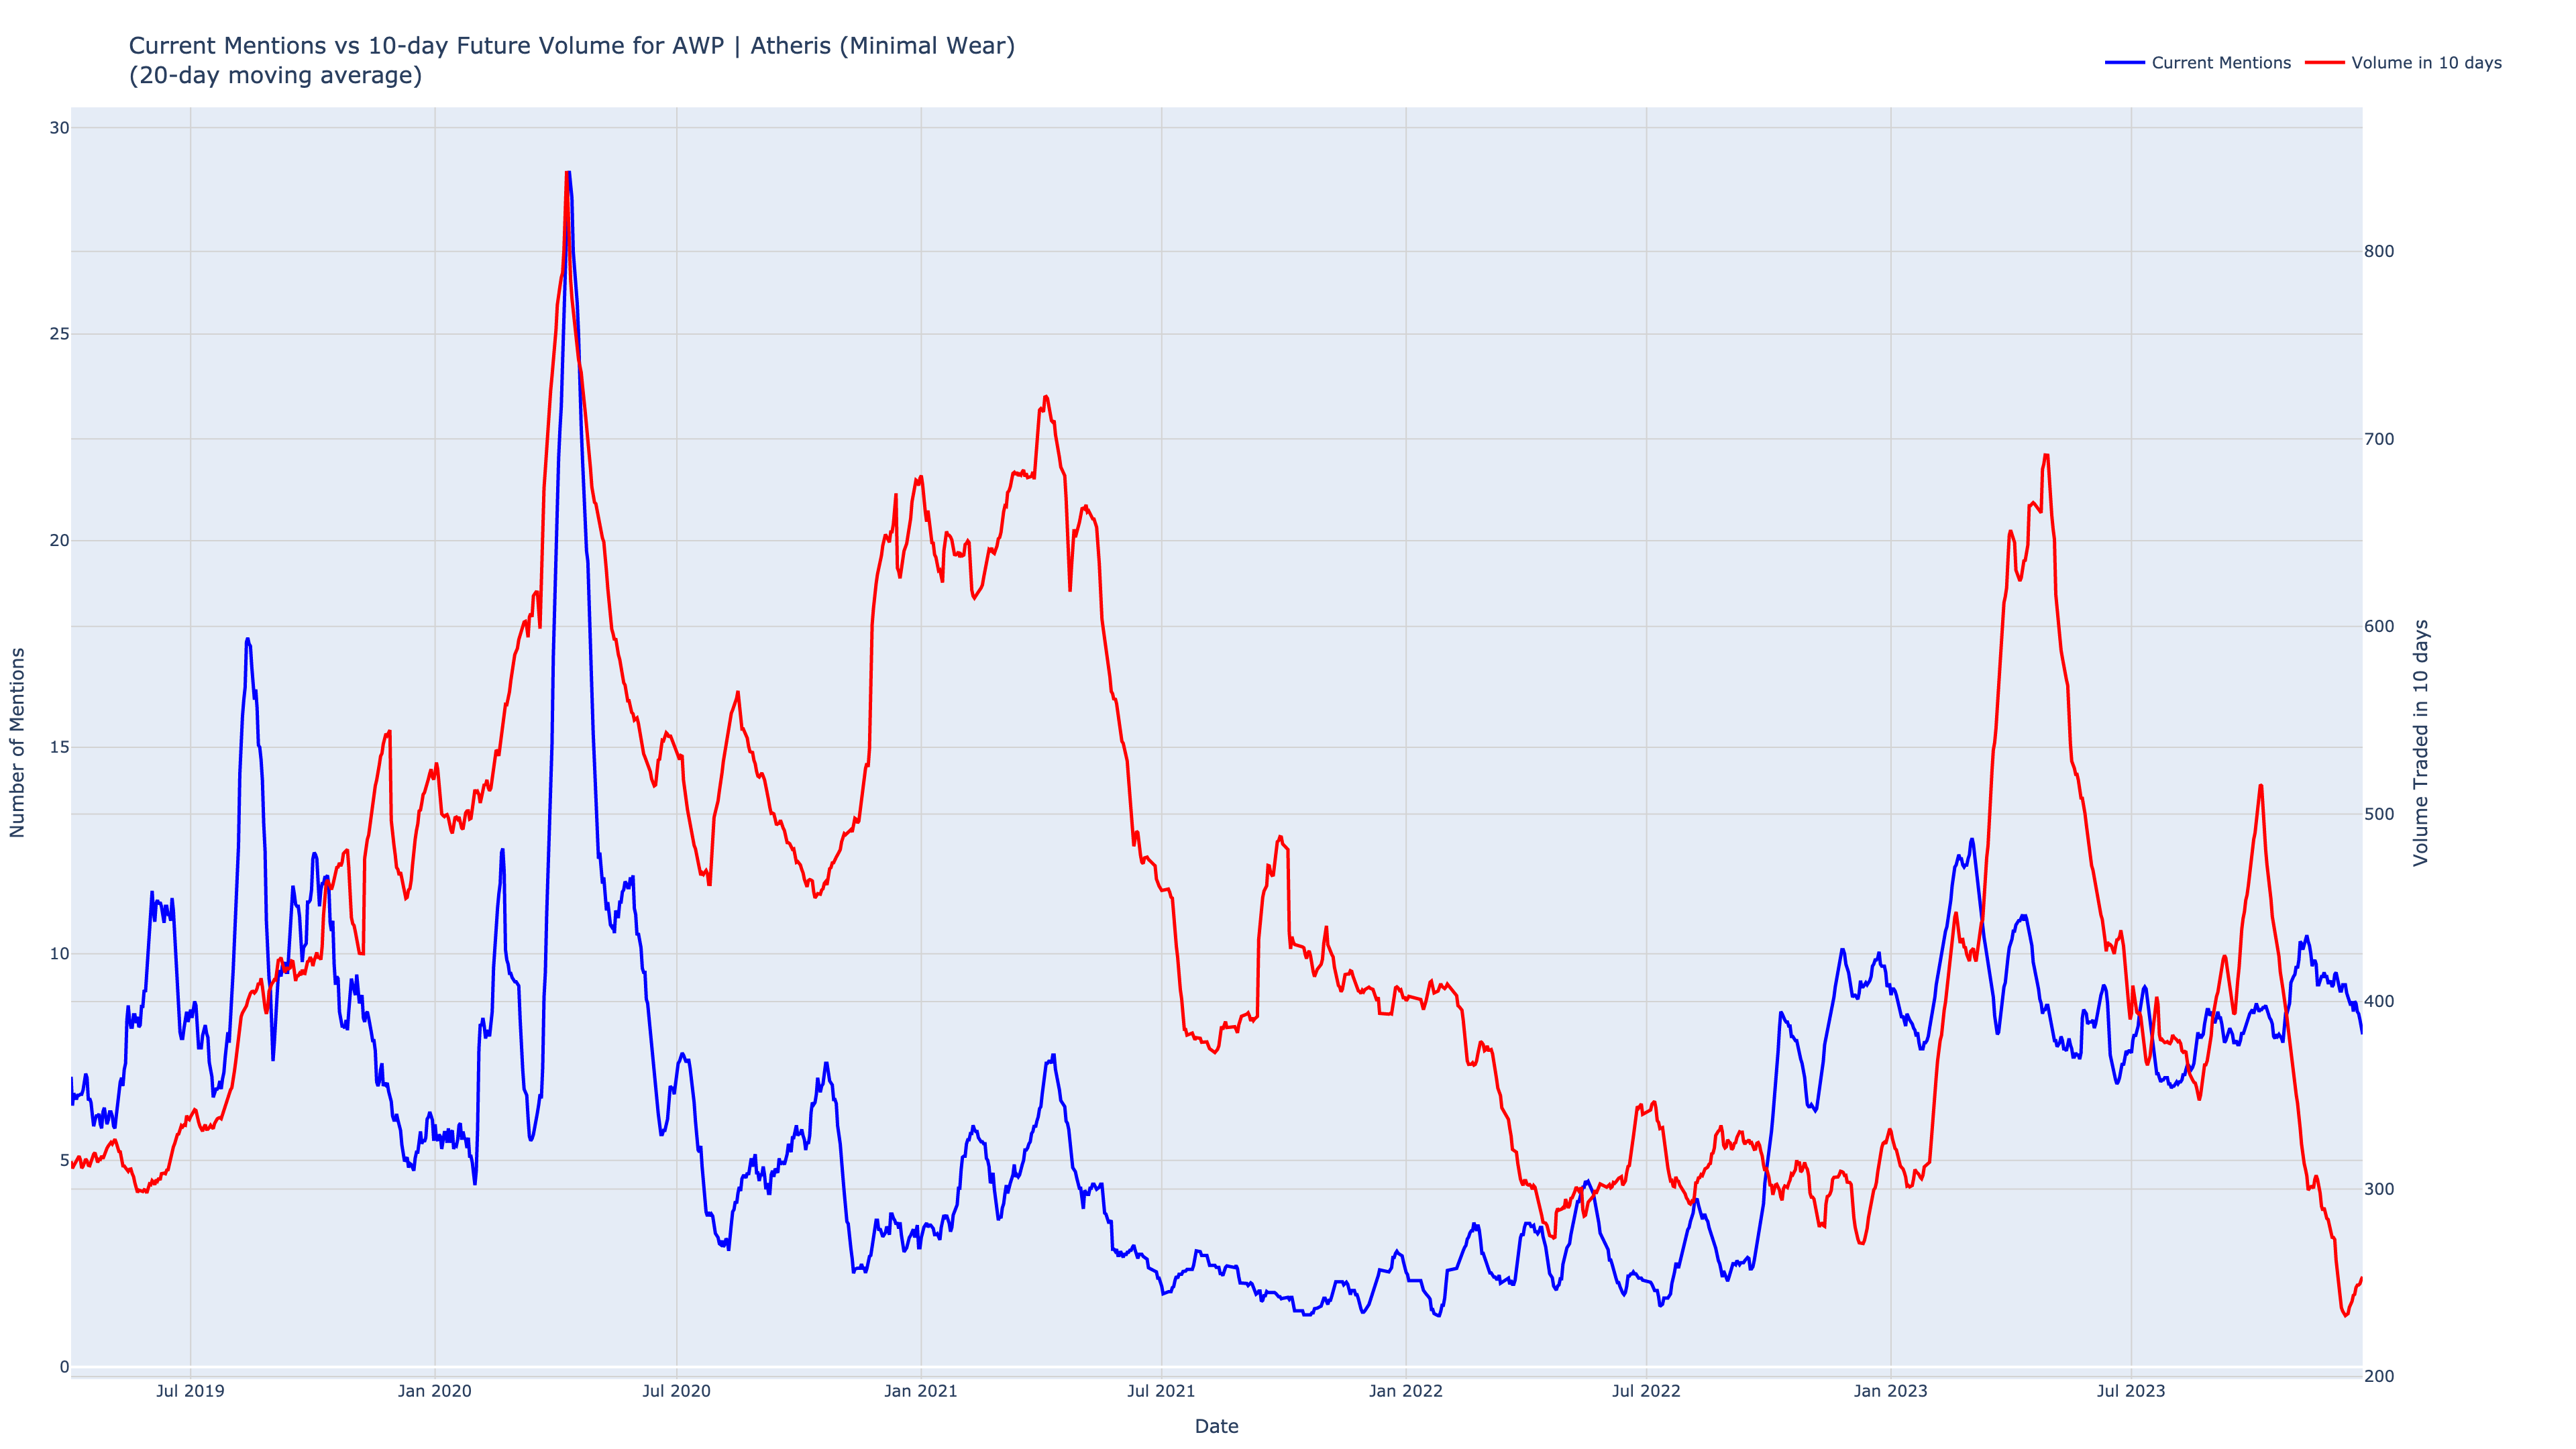 Current Mentions vs 10-day Future Volume for AWP | Atheris (Minimal Wear)
(20-day moving average)
Current Mentions
Volume in 10 days
30
25
20
15
10
5
0
Number of Mentions
800
700
600
500
400
300
200
Volume Traded in 10 days
Jul 2019
Jan 2020
Jul 2020
Jan 2021
Jul 2021
Jan 2022
Jul 2022
Jan 2023
Jul 2023
Date